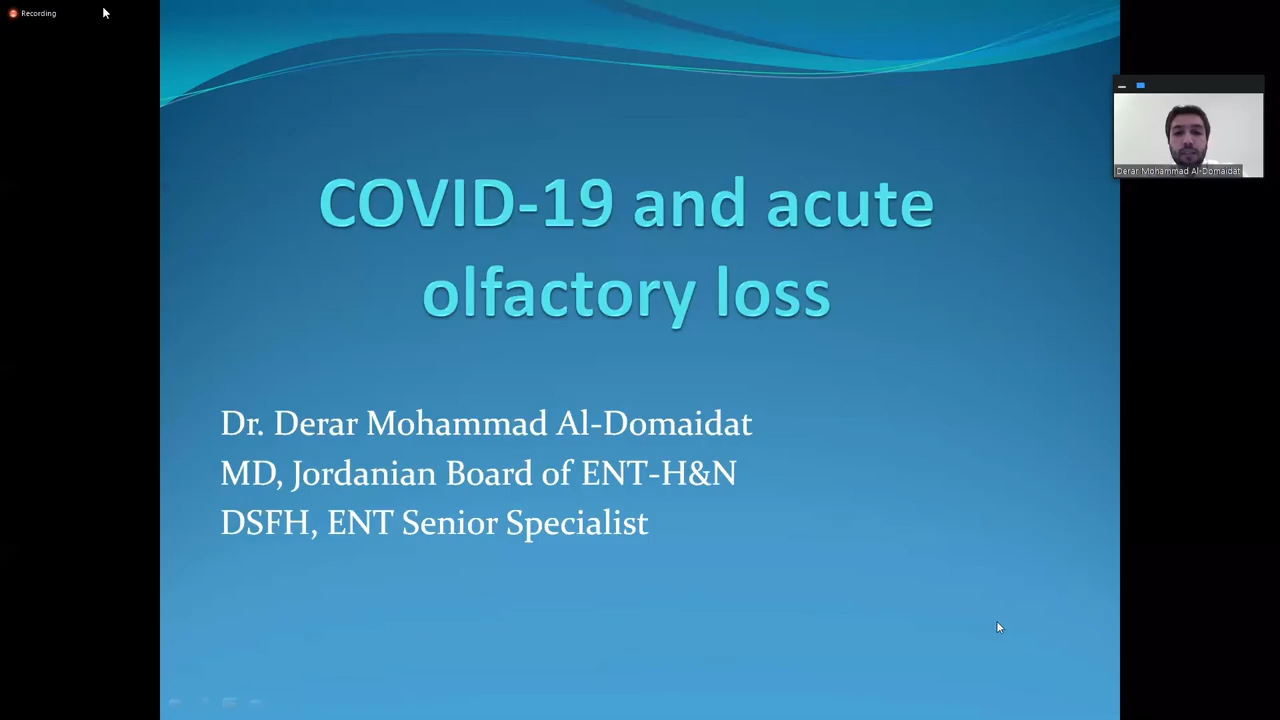 Recording
COVID-19 and acute
olfactory loss
Derar Mohammad Al-Domaidat
Dr. Derar Mohammad Al-Domaidat
MD, Jordanian Board of ENT-H&N
DSFH, ENT Senior Specialist